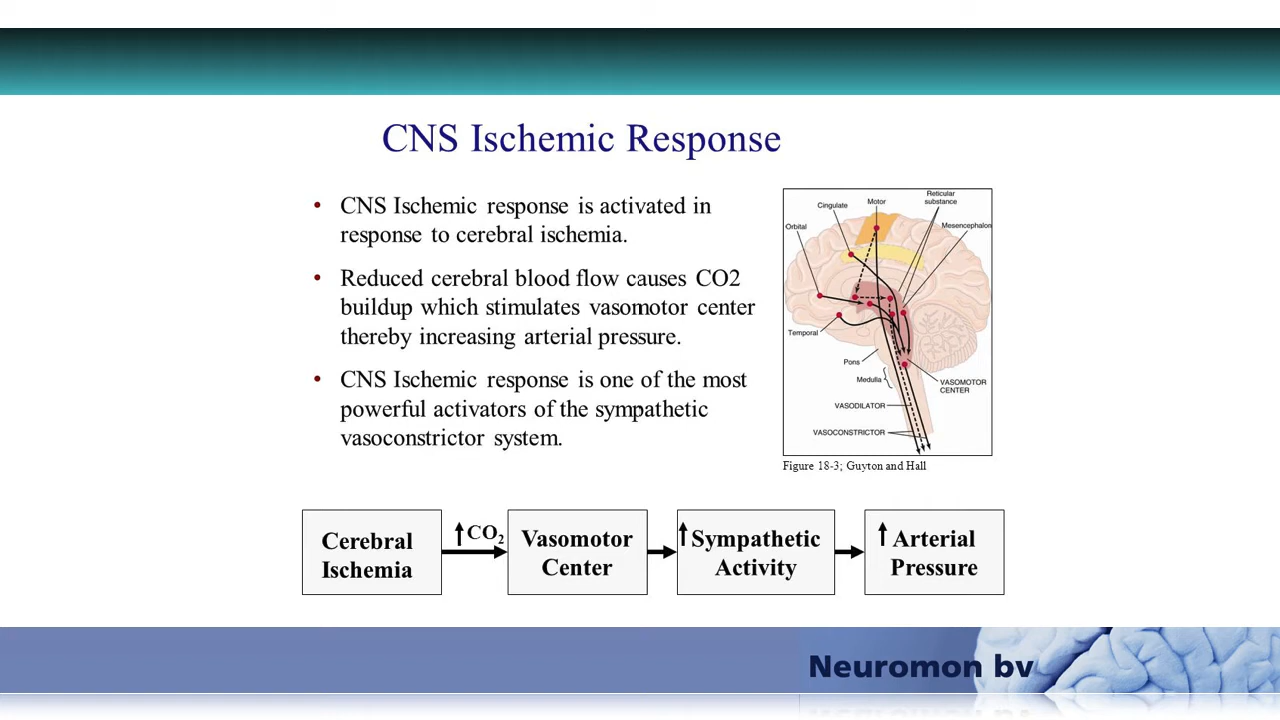 CNS Ischemic Response
• CNS Ischemic response is activated in
response to cerebral ischemia.
• Reduced cerebral blood flow causes CO2
buildup which stimulates vasomotor center
thereby increasing arterial pressure.
• CNS Ischemic response is one of the most
powerful activators of the sympathetic
vasoconstrictor system.
Reticular
substance
Motor
Cingulate
Mesencephalon
Orbital
Temporal
Pons
Medulla
VASOMOTOR
CENTER
VASODILATOR
VASOCONSTRICTOR
Figure 18-3; Guyton and Hall
Cerebral
Ischemia
↑CO₂
Vasomotor
Center
↑Sympathetic
Activity
↑ Arterial
Pressure
Neuromon bv